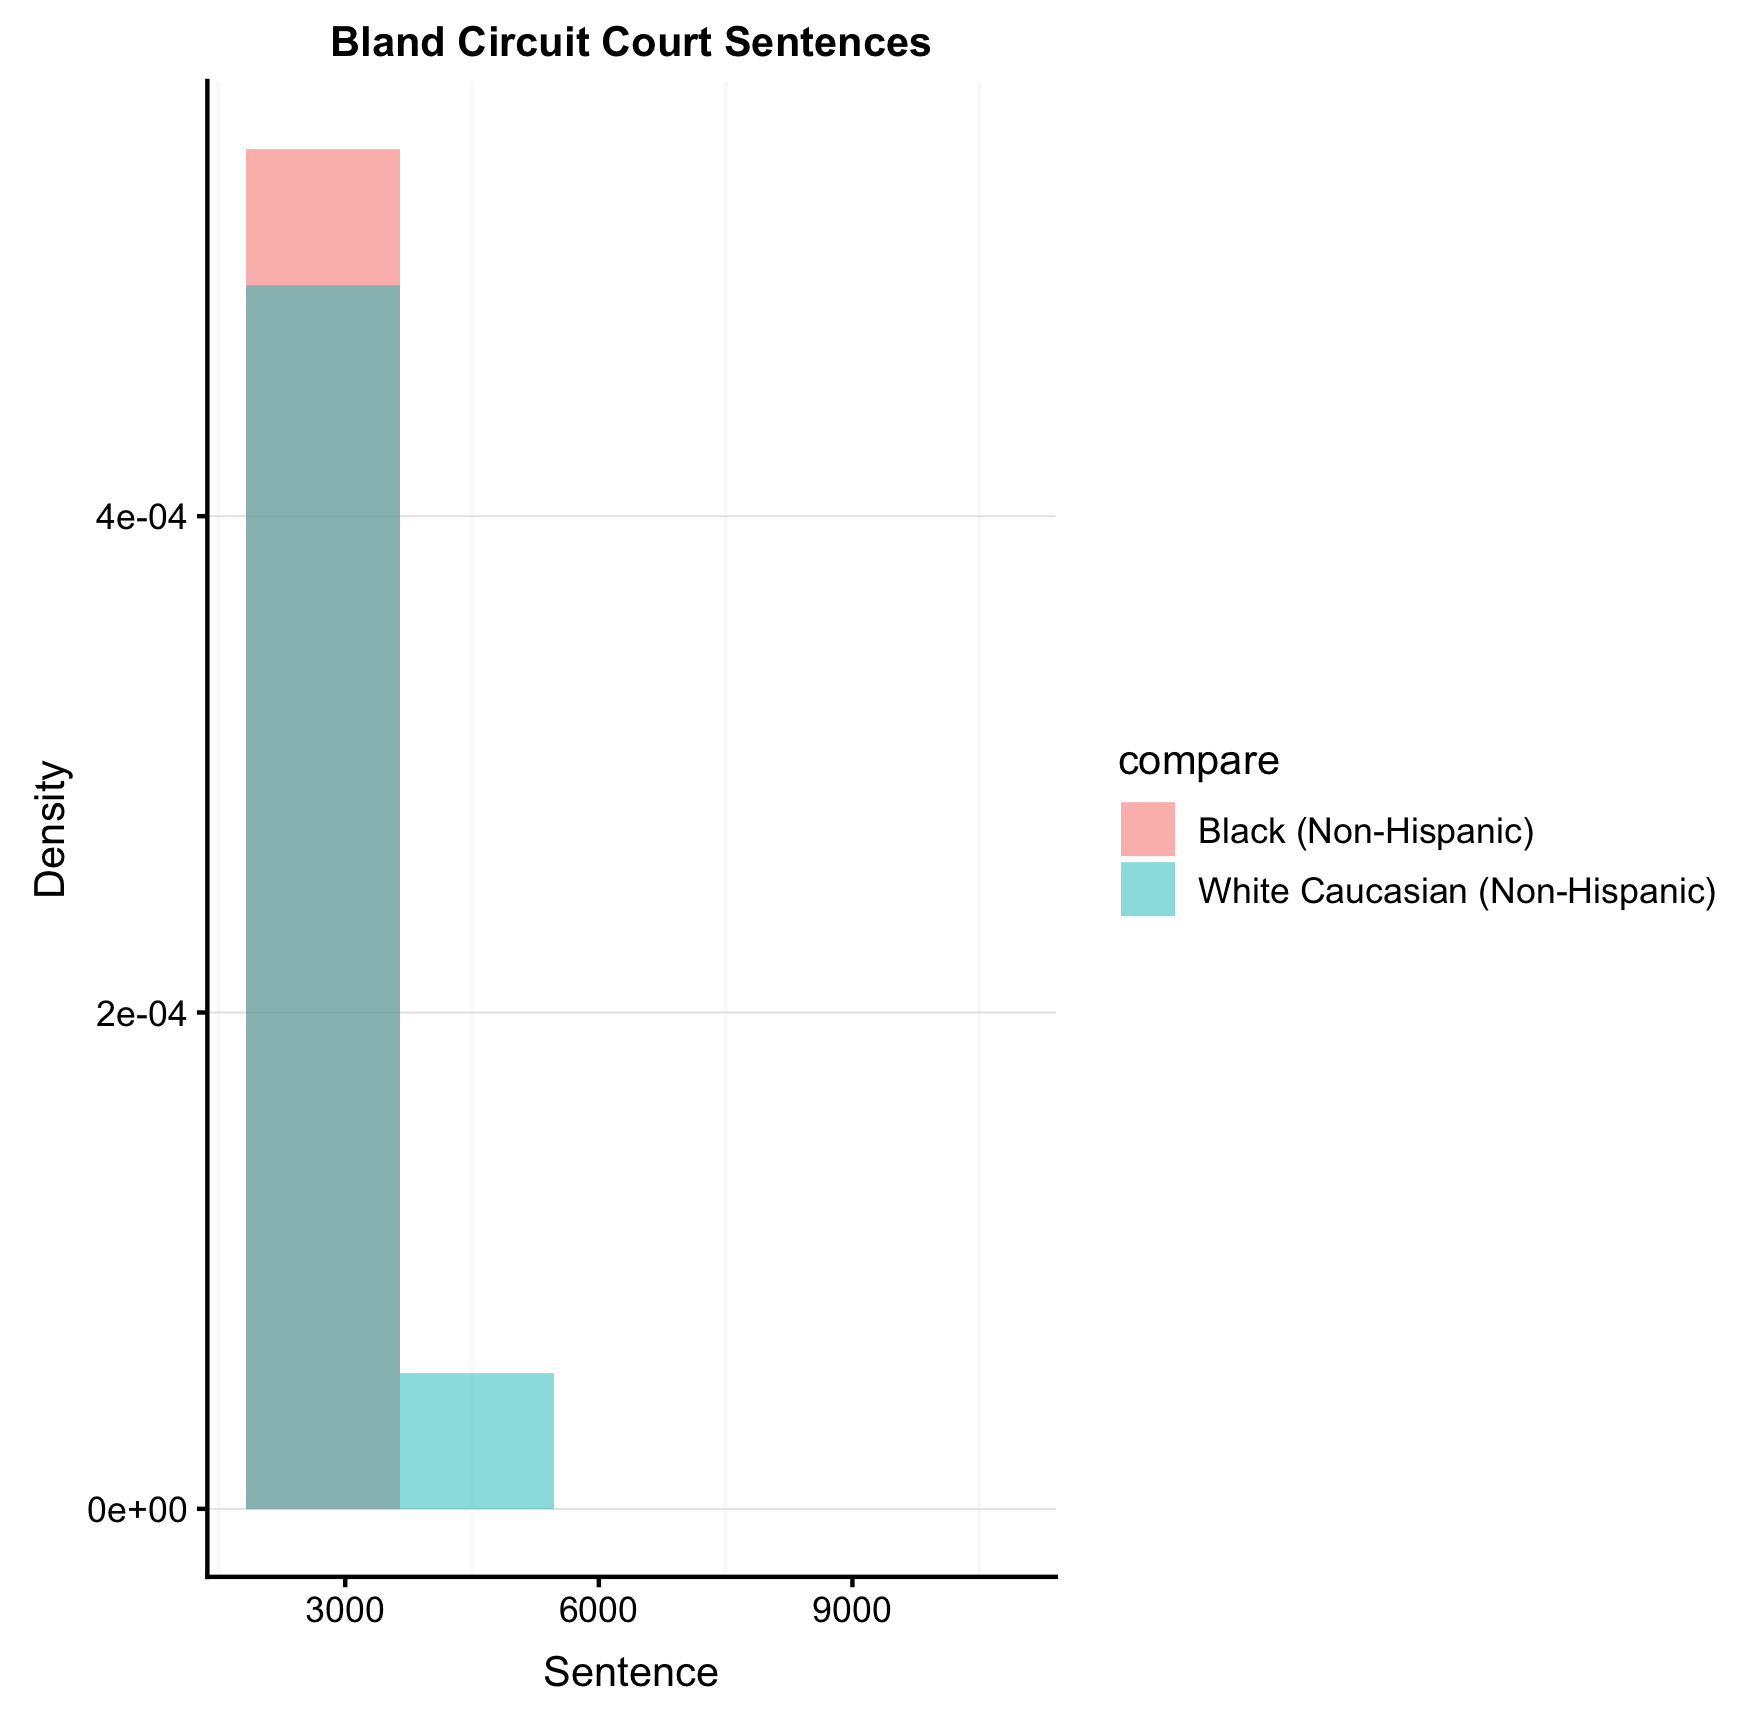 Bland Circuit Court Sentences
Density
4e-04
2e-04
0e+00
3000 6000 9000
Sentence
compare
Black (Non-Hispanic)
White Caucasian (Non-Hispanic)